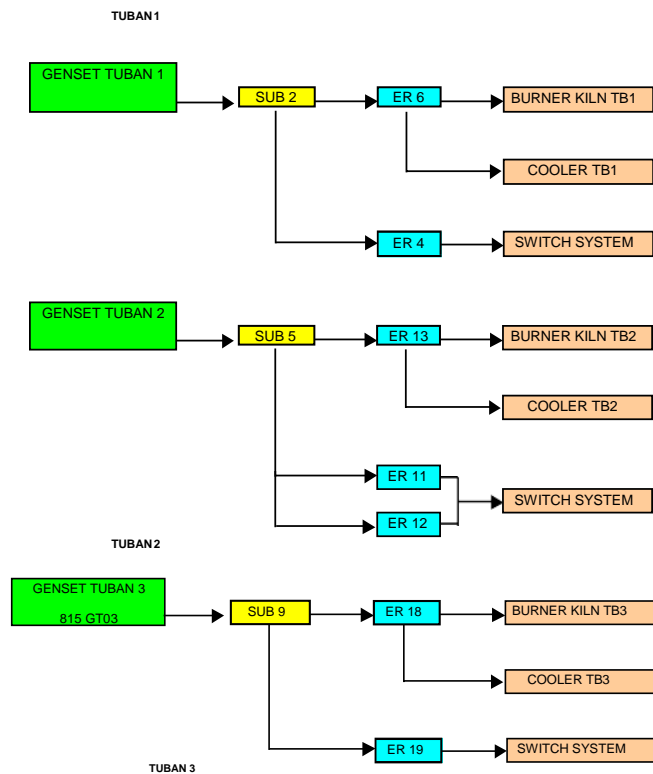 TUBAN 1
GENSET TUBAN 1
SUB 2
ER 6
BURNER KILN TB1
COOLER TB1
ER 4
SWITCH SYSTEM
GENSET TUBAN 2
SUB 5
ER 13
BURNER KILN TB2
COOLER TB2
ER 11
SWITCH SYSTEM
ER 12
TUBAN 2
GENSET TUBAN 3
815 GT03
SUB 9
ER 18
BURNER KILN TB3
COOLER TB3
ER 19
SWITCH SYSTEM
TUBAN 3